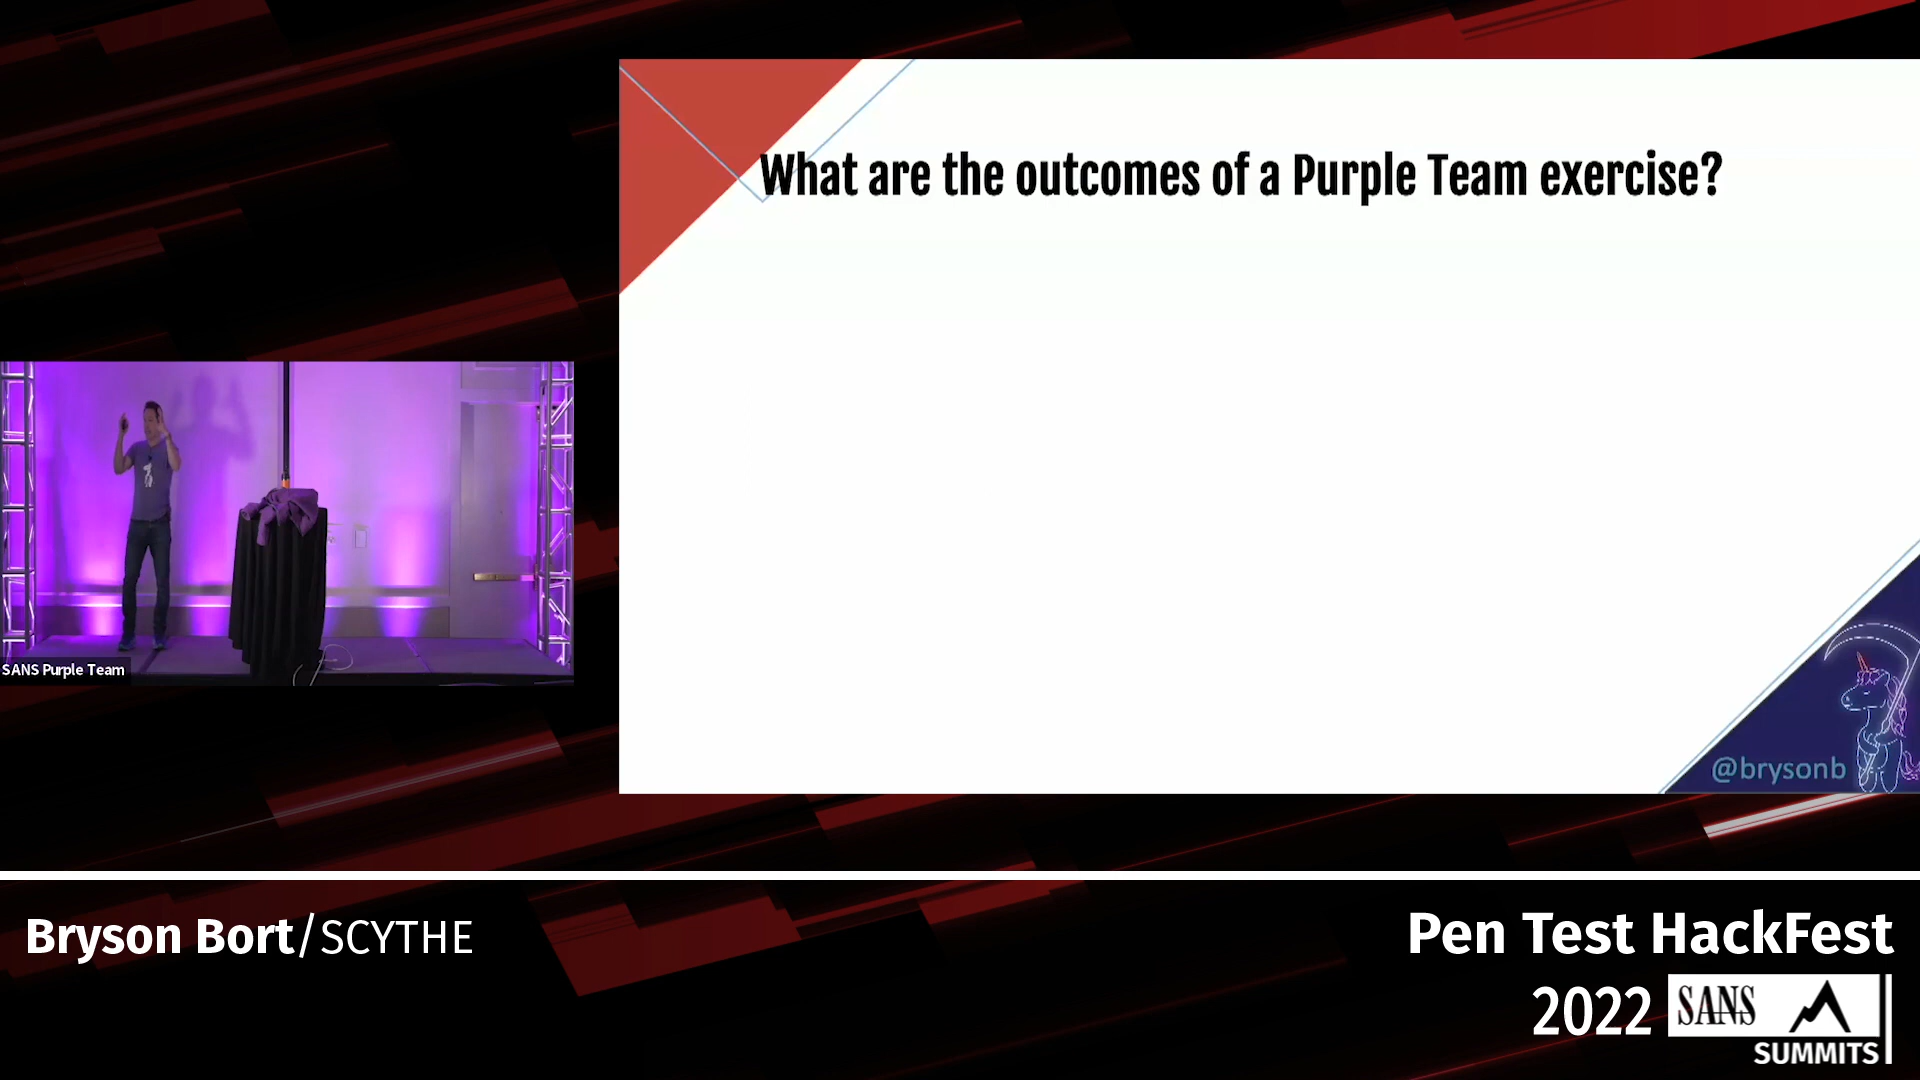 What are the outcomes of a Purple Team exercise?
@brysonb
SANS Purple Team
Bryson Bort/SCYTHE
Pen Test HackFest
2022
SANS
SUMMITS